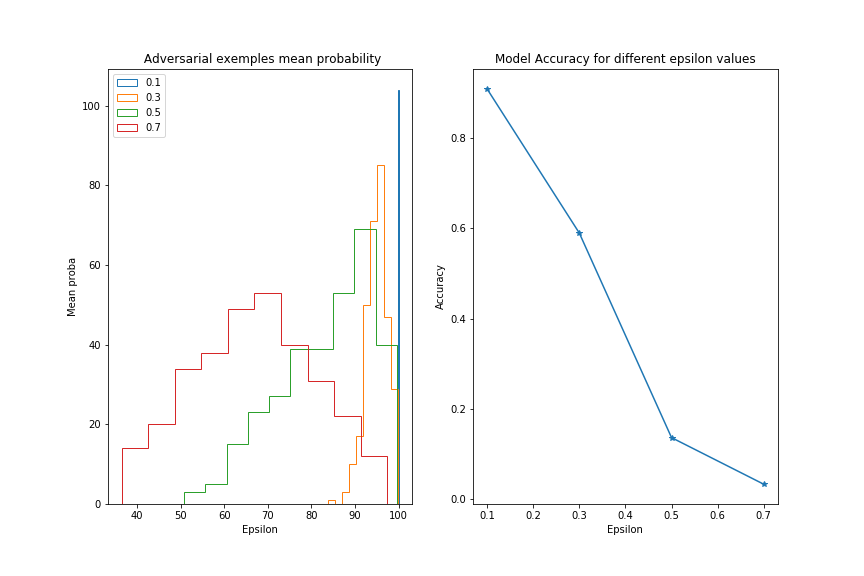 Adversarial exemples mean probability
0.1
0.3
0.5
0.7
100
80
60
40
20
0
Mean proba
40 50 60 70 80 90 100
Epsilon
Model Accuracy for different epsilon values
0.8
0.6
0.4
0.2
0.0
Accuracy
0.1 0.2 0.3 0.4 0.5 0.6 0.7
Epsilon